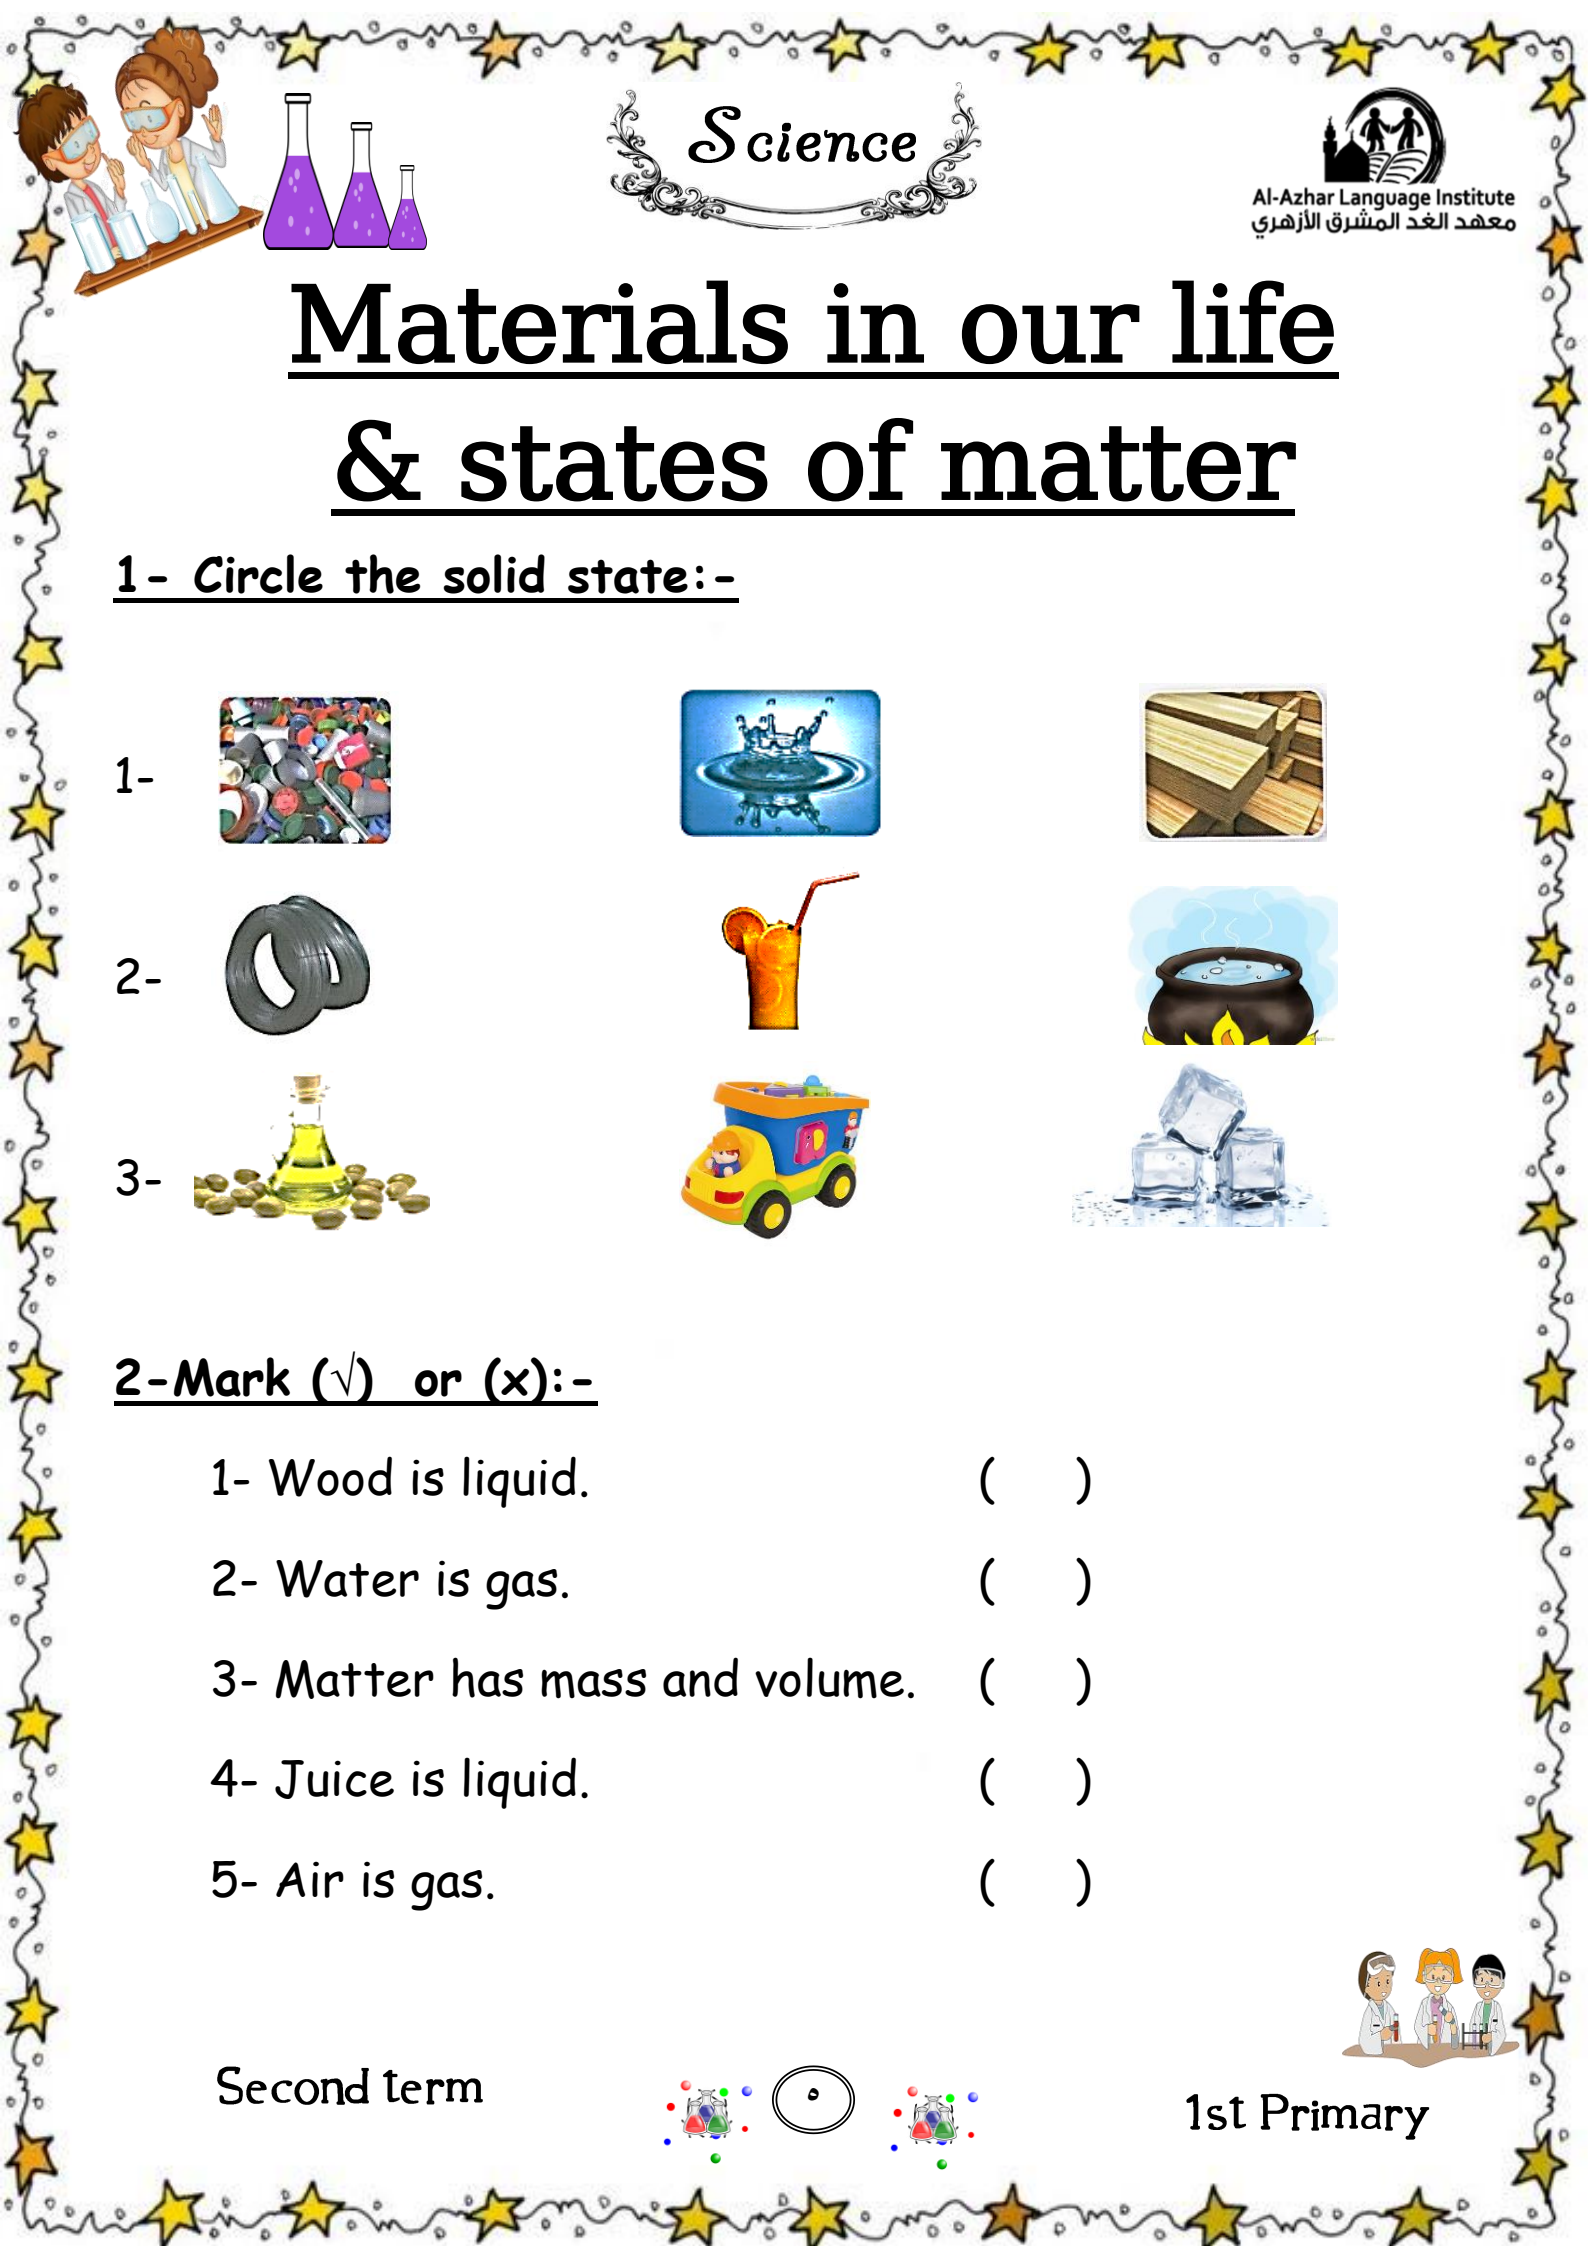 Science
Al-Azhar Language Institute
معهد الغد المشرق الأزهري
Materials in our life
& states of matter
1- Circle the solid state:-
1-
2-
3-
2-Mark (√) or (x):-
1- Wood is liquid. ( )
2- Water is gas. ( )
3- Matter has mass and volume. ( )
4- Juice is liquid. ( )
5- Air is gas. ( )
Second term
٥
1st Primary